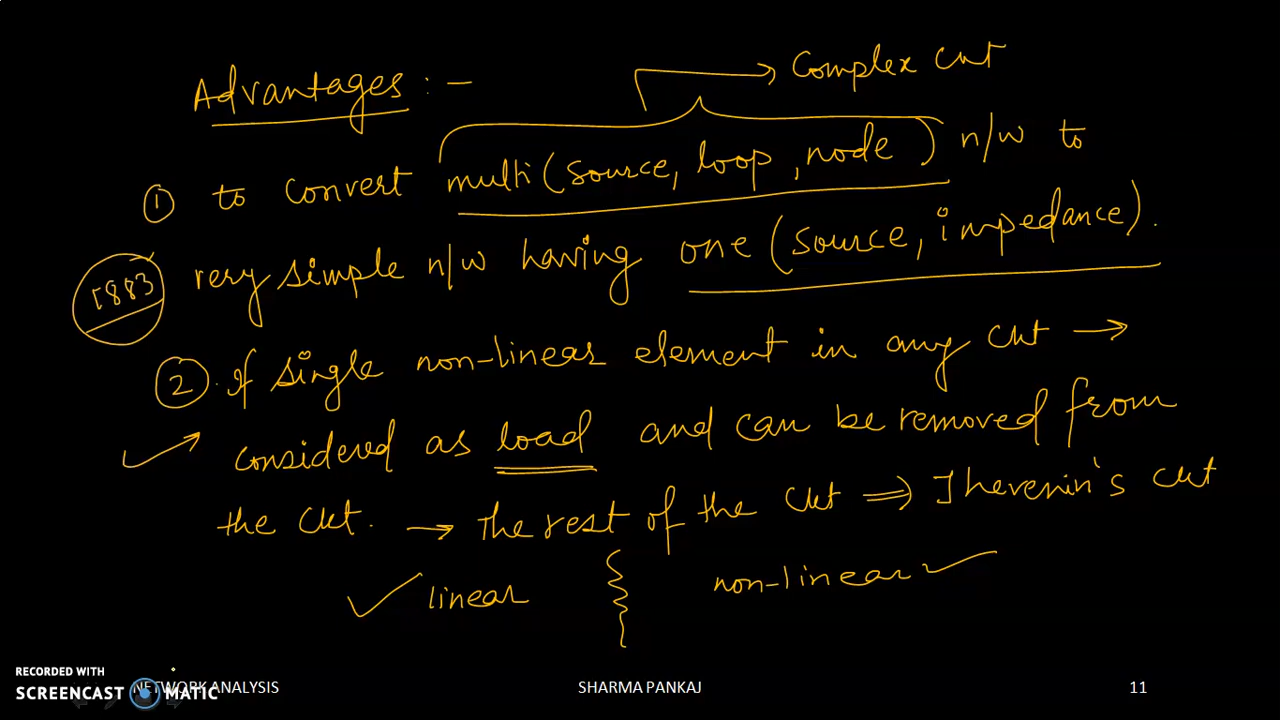 Advantages :-
Complex ckt
① to convert multi (source, loop, node) n/w to
very simple n/w having one (source, impedance).
1883
②. if single non-linear element in any ckt →
considered as load and can be removed from
the ckt. → the rest of the ckt ⇒ Thevenin's ckt
✓ linear } non-linear ✓
RECORDED WITH
SCREENCAST MATIC
NETWORK ANALYSIS
SHARMA PANKAJ
11